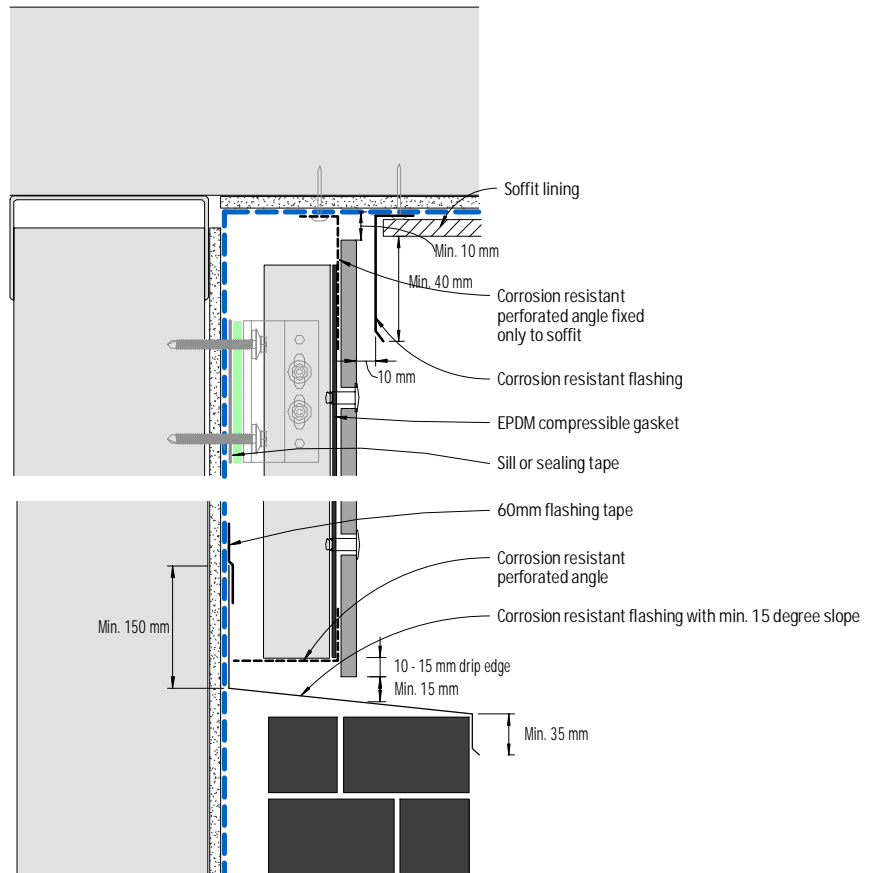 Soffit lining
Min. 10 mm
Min. 40 mm
Corrosion resistant
perforated angle fixed
only to soffit
10 mm
Corrosion resistant flashing
EPDM compressible gasket
Sill or sealing tape
60mm flashing tape
Corrosion resistant
perforated angle
Corrosion resistant flashing with min. 15 degree slope
Min. 150 mm
10 - 15 mm drip edge
Min. 15 mm
Min. 35 mm